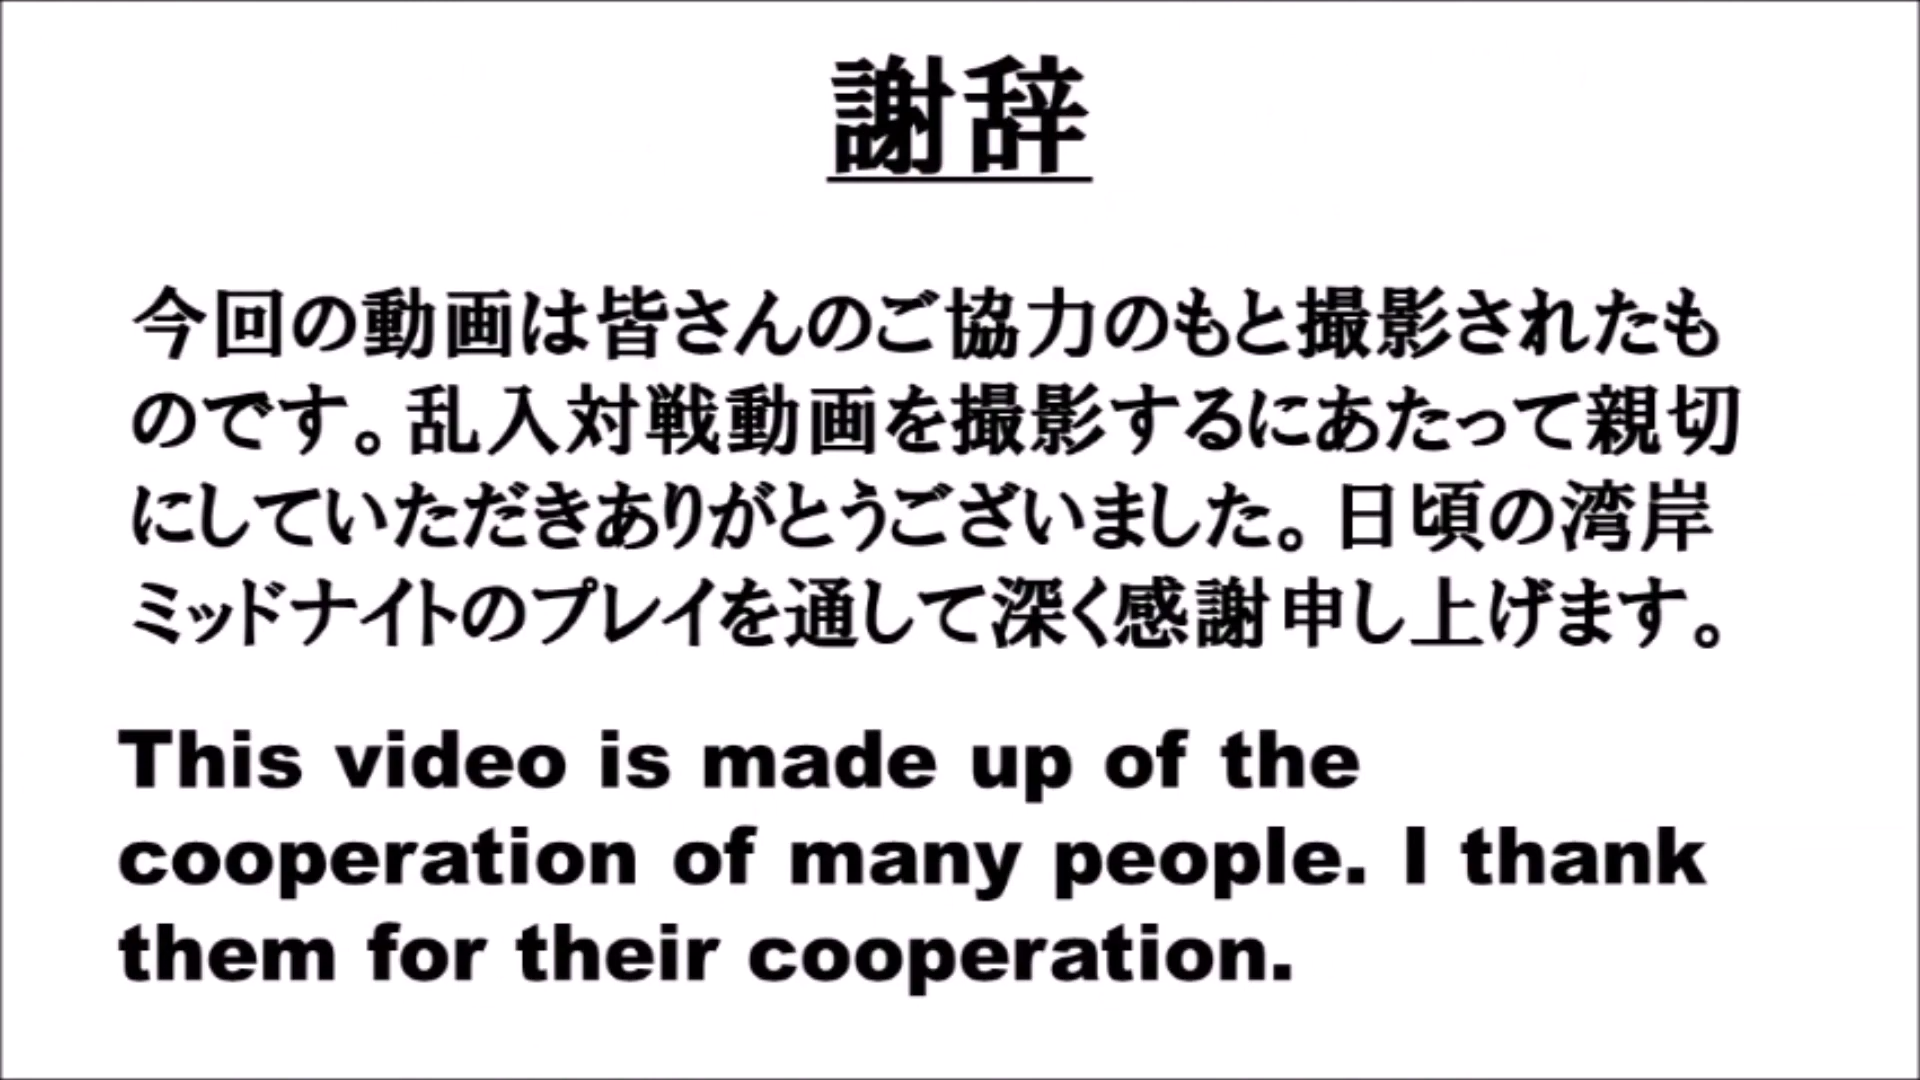 謝辞
今回の動画は皆さんのご協力のもと撮影されたも
のです。乱入対戦動画を撮影するにあたって親切
にしていただきありがとうございました。日頃の湾岸
ミッドナイトのプレイを通して深く感謝申し上げます。
This video is made up of the
cooperation of many people. I thank
them for their cooperation.